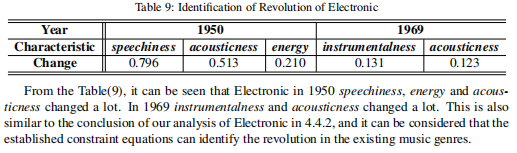 Table 9: Identification of Revolution of Electronic
Year 1950 1969
Characteristic speechiness acousticness energy instrumentalness acousticness
Change 0.796 0.513 0.210 0.131 0.123
From the Table(9), it can be seen that Electronic in 1950 speechiness, energy and acous-
ticness changed a lot. In 1969 instrumentalness and acousticness changed a lot. This is also
similar to the conclusion of our analysis of Electronic in 4.4.2, and it can be considered that the
established constraint equations can identify the revolution in the existing music genres.